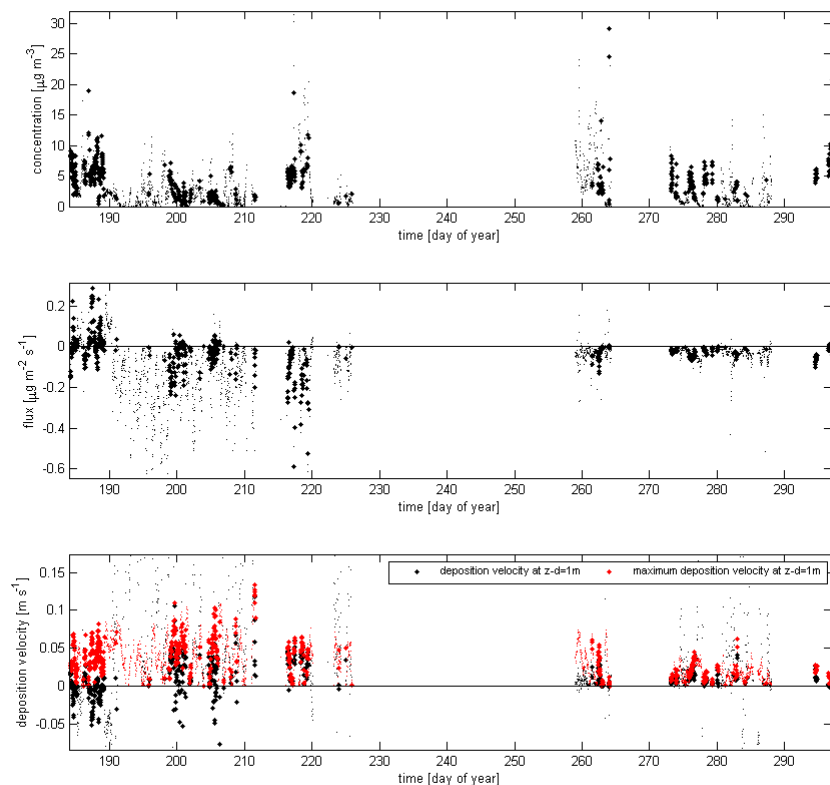 30
25
20
15
10
5
0
concentration [μg m-3]
190 200 210 220 230 240 250 260 270 280 290
time [day of year]
0.2
0
-0.2
-0.4
-0.6
flux [μg m-2 s-1]
190 200 210 220 230 240 250 260 270 280 290
time [day of year]
deposition velocity at z-d=1m maximum deposition velocity at z-d=1m
0.15
0.1
0.05
0
-0.05
deposition velocity [m s-1]
190 200 210 220 230 240 250 260 270 280 290
time [day of year]